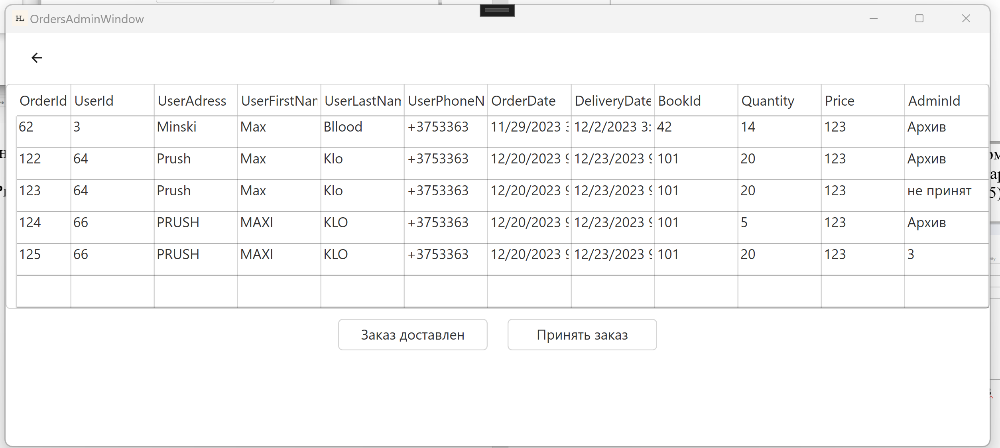 HL OrdersAdminWindow
OrderId UserId UserAdress UserFirstNar UserLastNam UserPhoneN OrderDate DeliveryDate BookId Quantity Price AdminId
62 3 Minski Max Bllood +3753363 11/29/2023 12/2/2023 3: 42 14 123 Архив
122 64 Prush Max Klo +3753363 12/20/2023 12/23/2023 101 20 123 Архив
123 64 Prush Max Klo +3753363 12/20/2023 12/23/2023 101 20 123 не принят
124 66 PRUSH MAXI KLO +3753363 12/20/2023 12/23/2023 101 5 123 Архив
125 66 PRUSH MAXI KLO +3753363 12/20/2023 12/23/2023 101 20 123 3
Заказ доставлен Принять заказ